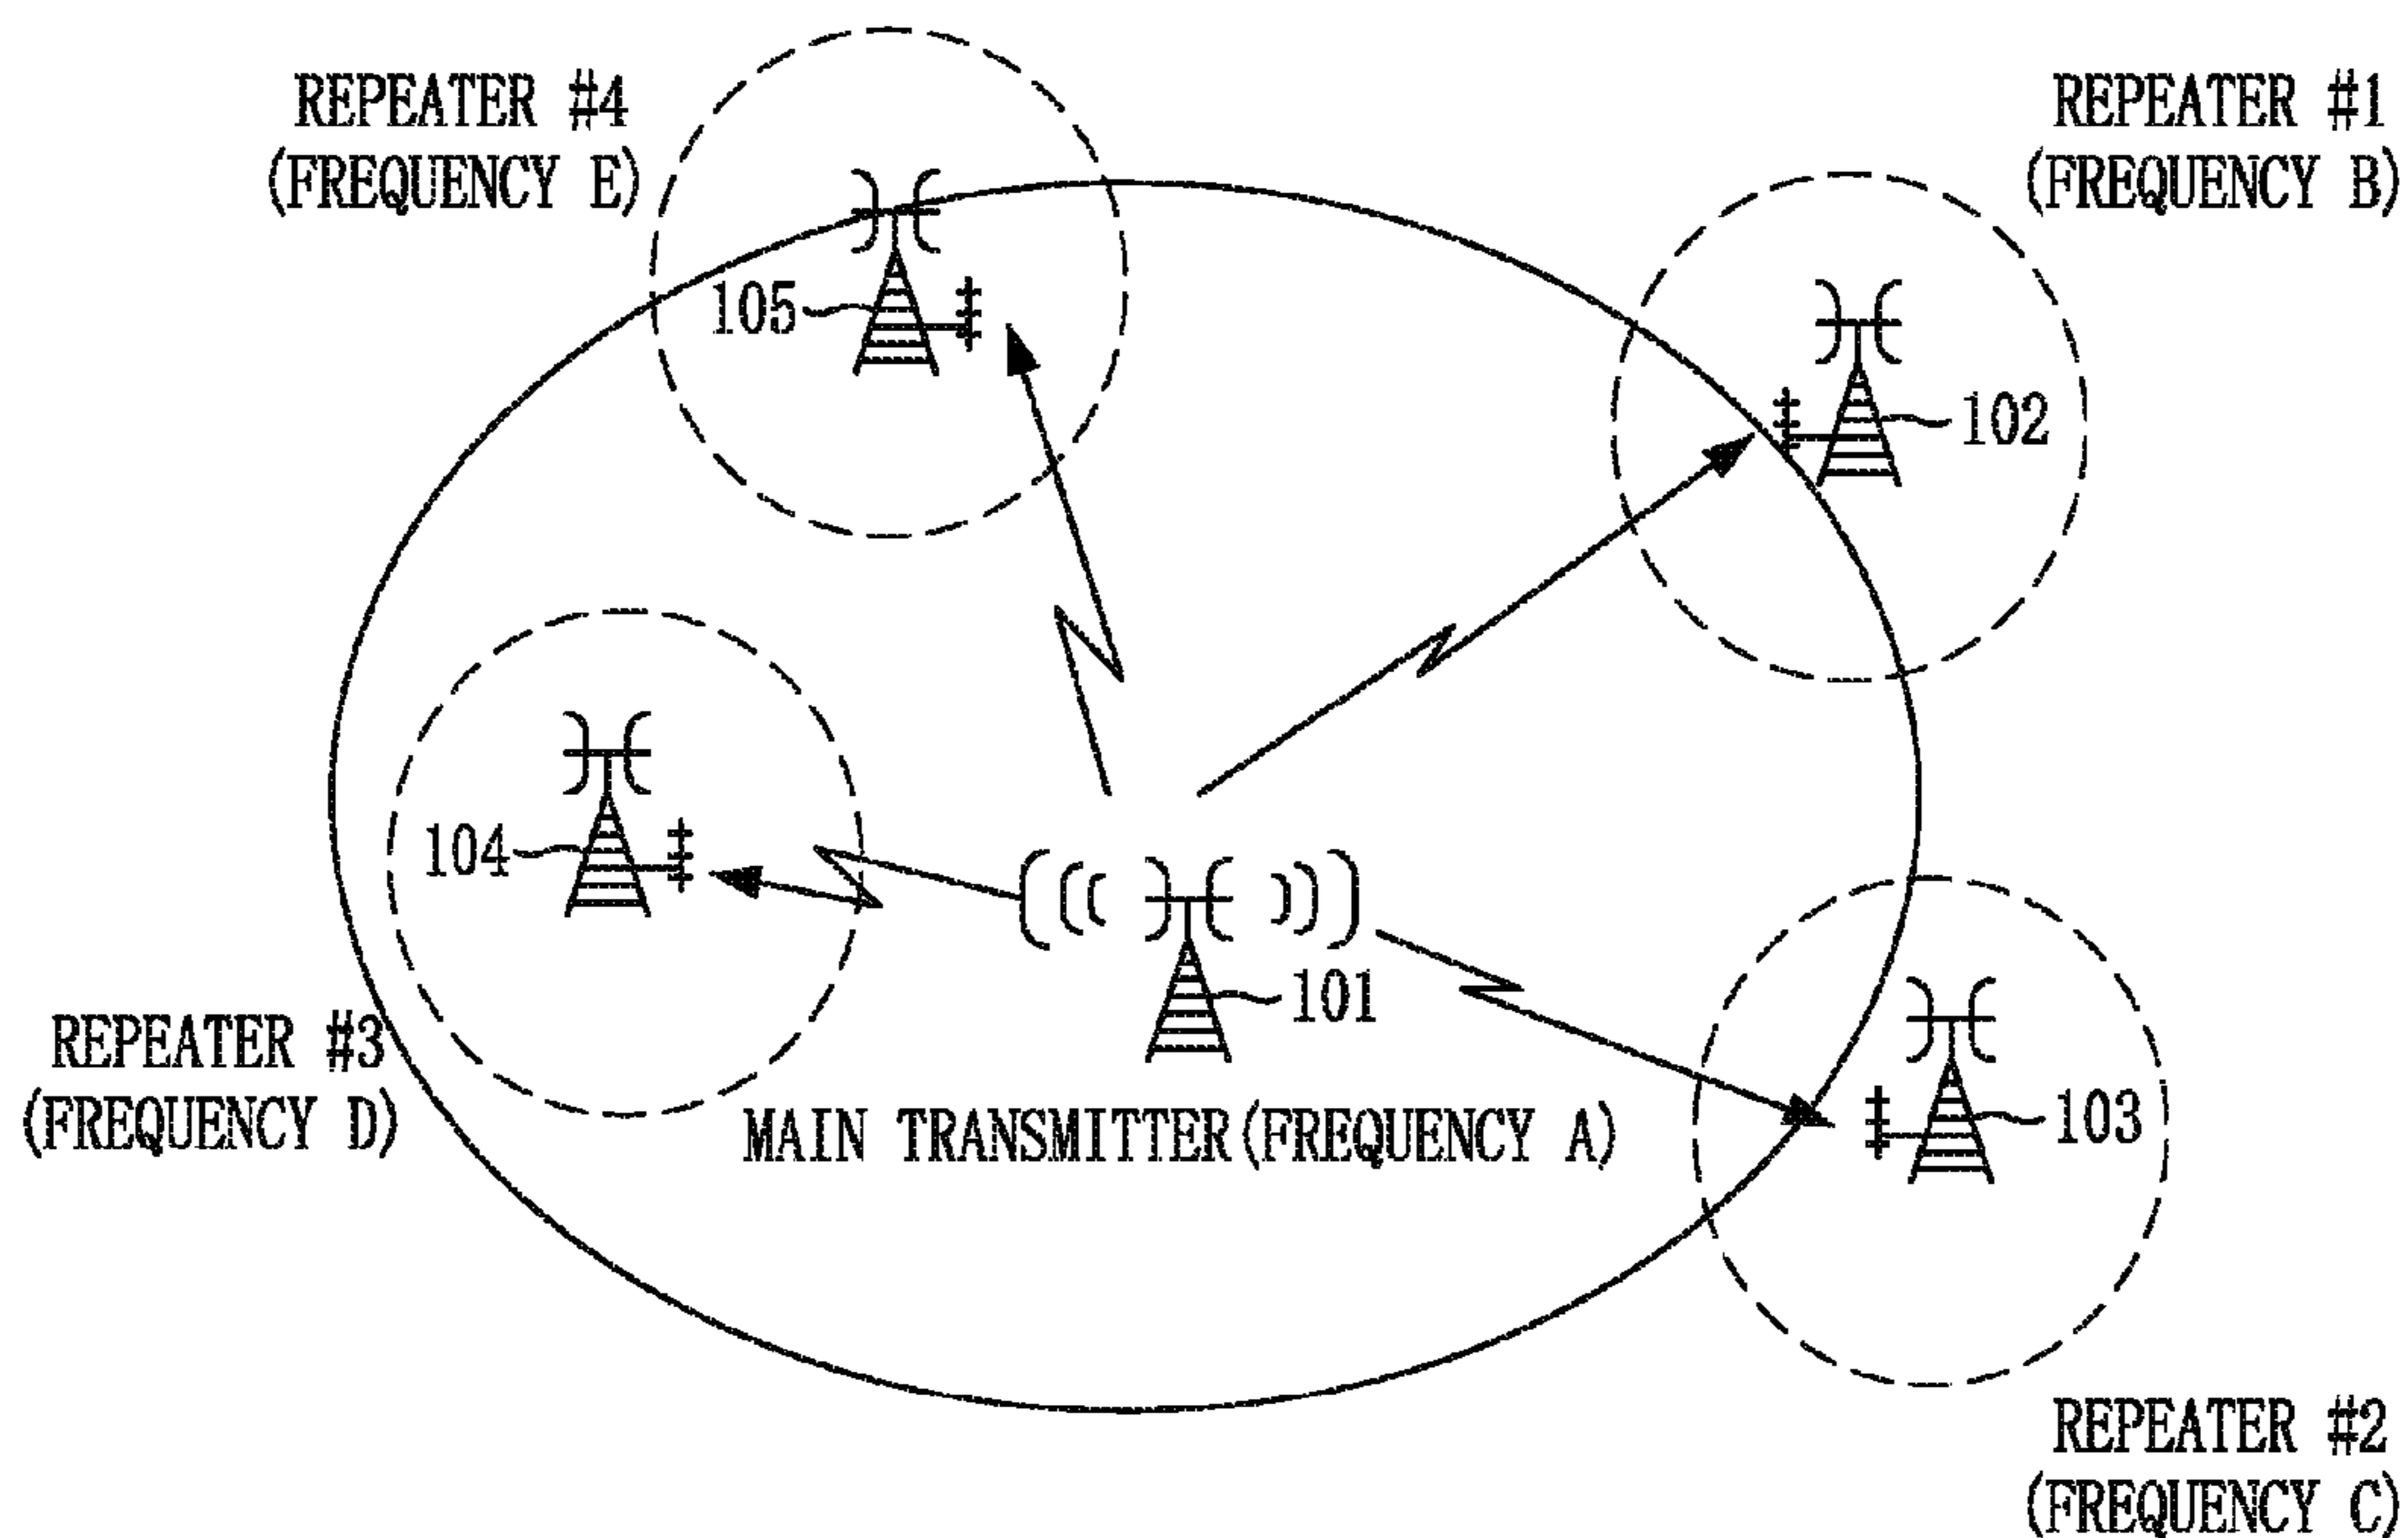 REPEATER #4
(FREQUENCY E)
REPEATER #1
(FREQUENCY B)
105
102
104
101
REPEATER #3
(FREQUENCY D)
MAIN TRANSMITTER(FREQUENCY A)
103
REPEATER #2
(FREQUENCY C)